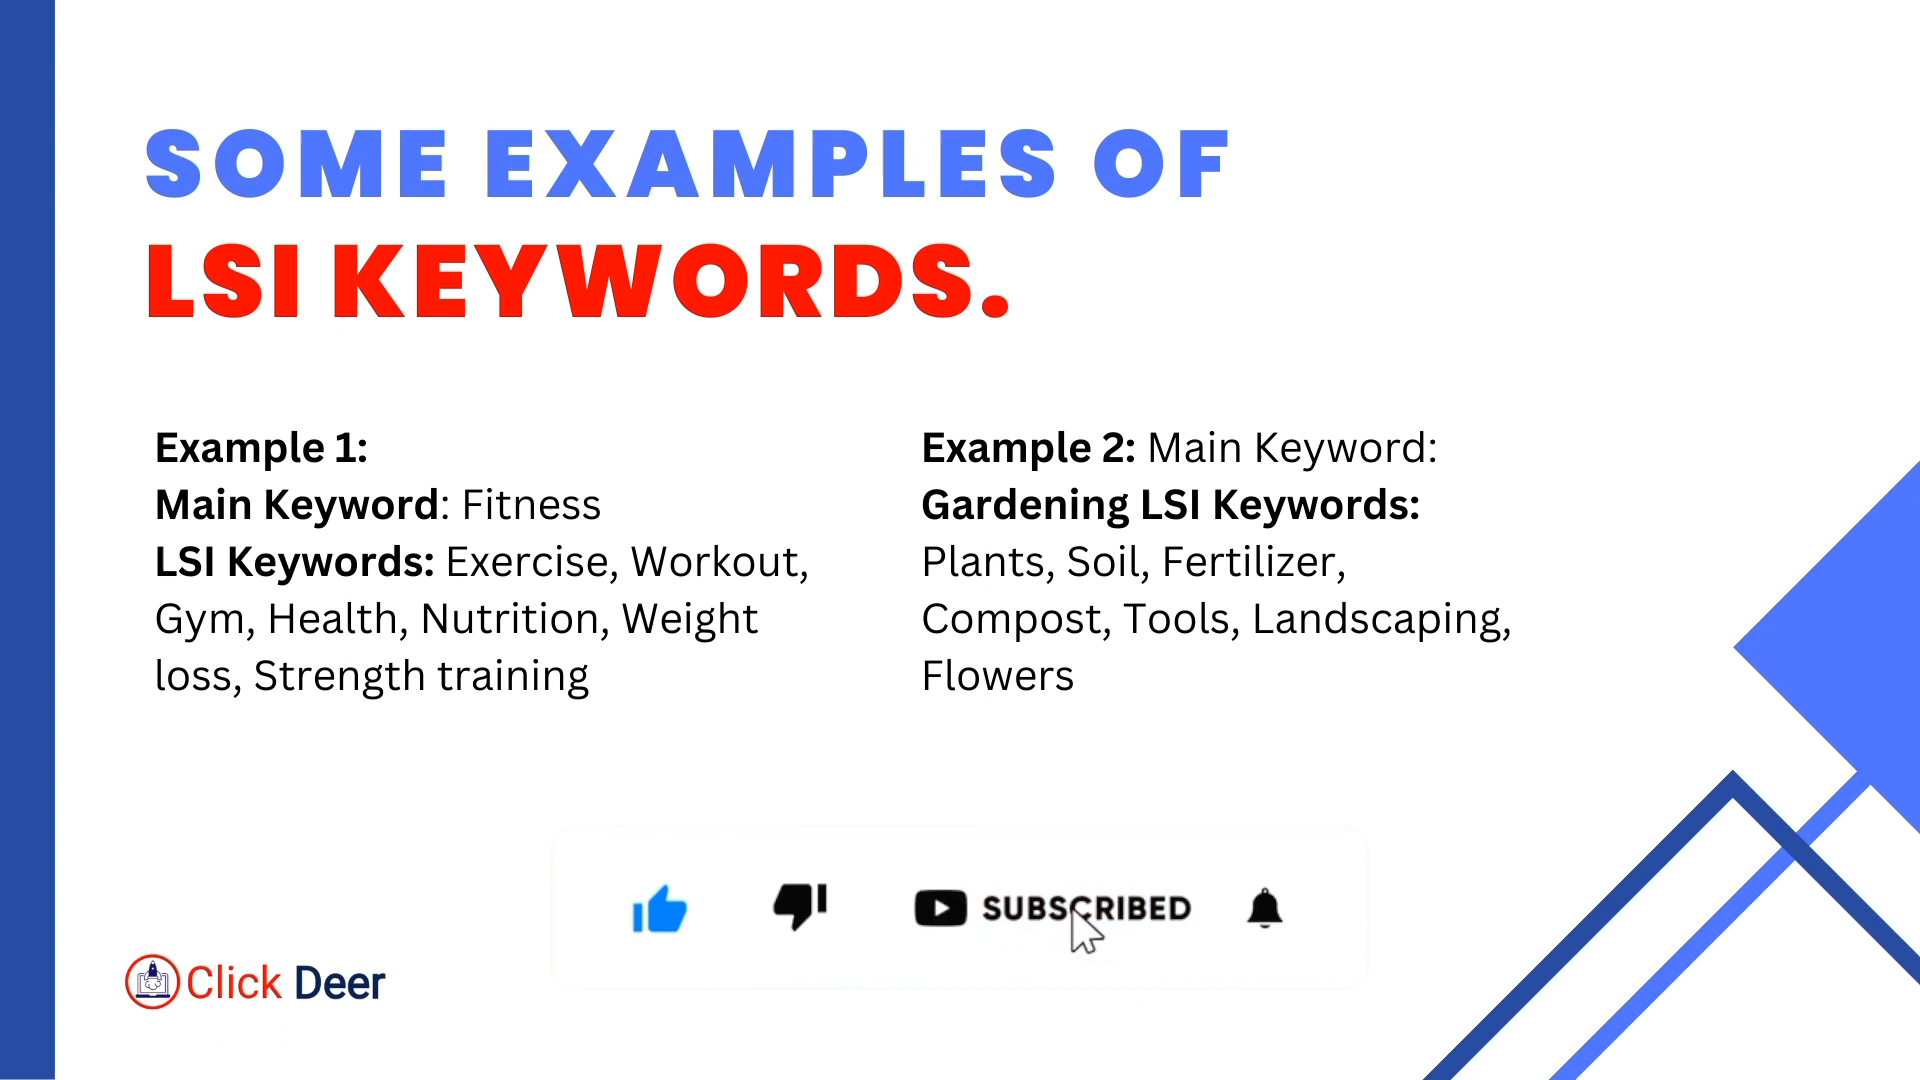 SOME EXAMPLES OF
LSI KEYWORDS.
Example 1:
Main Keyword: Fitness
LSI Keywords: Exercise, Workout,
Gym, Health, Nutrition, Weight
loss, Strength training
Example 2: Main Keyword:
Gardening LSI Keywords:
Plants, Soil, Fertilizer,
Compost, Tools, Landscaping,
Flowers
SUBSCRIBED
Click Deer